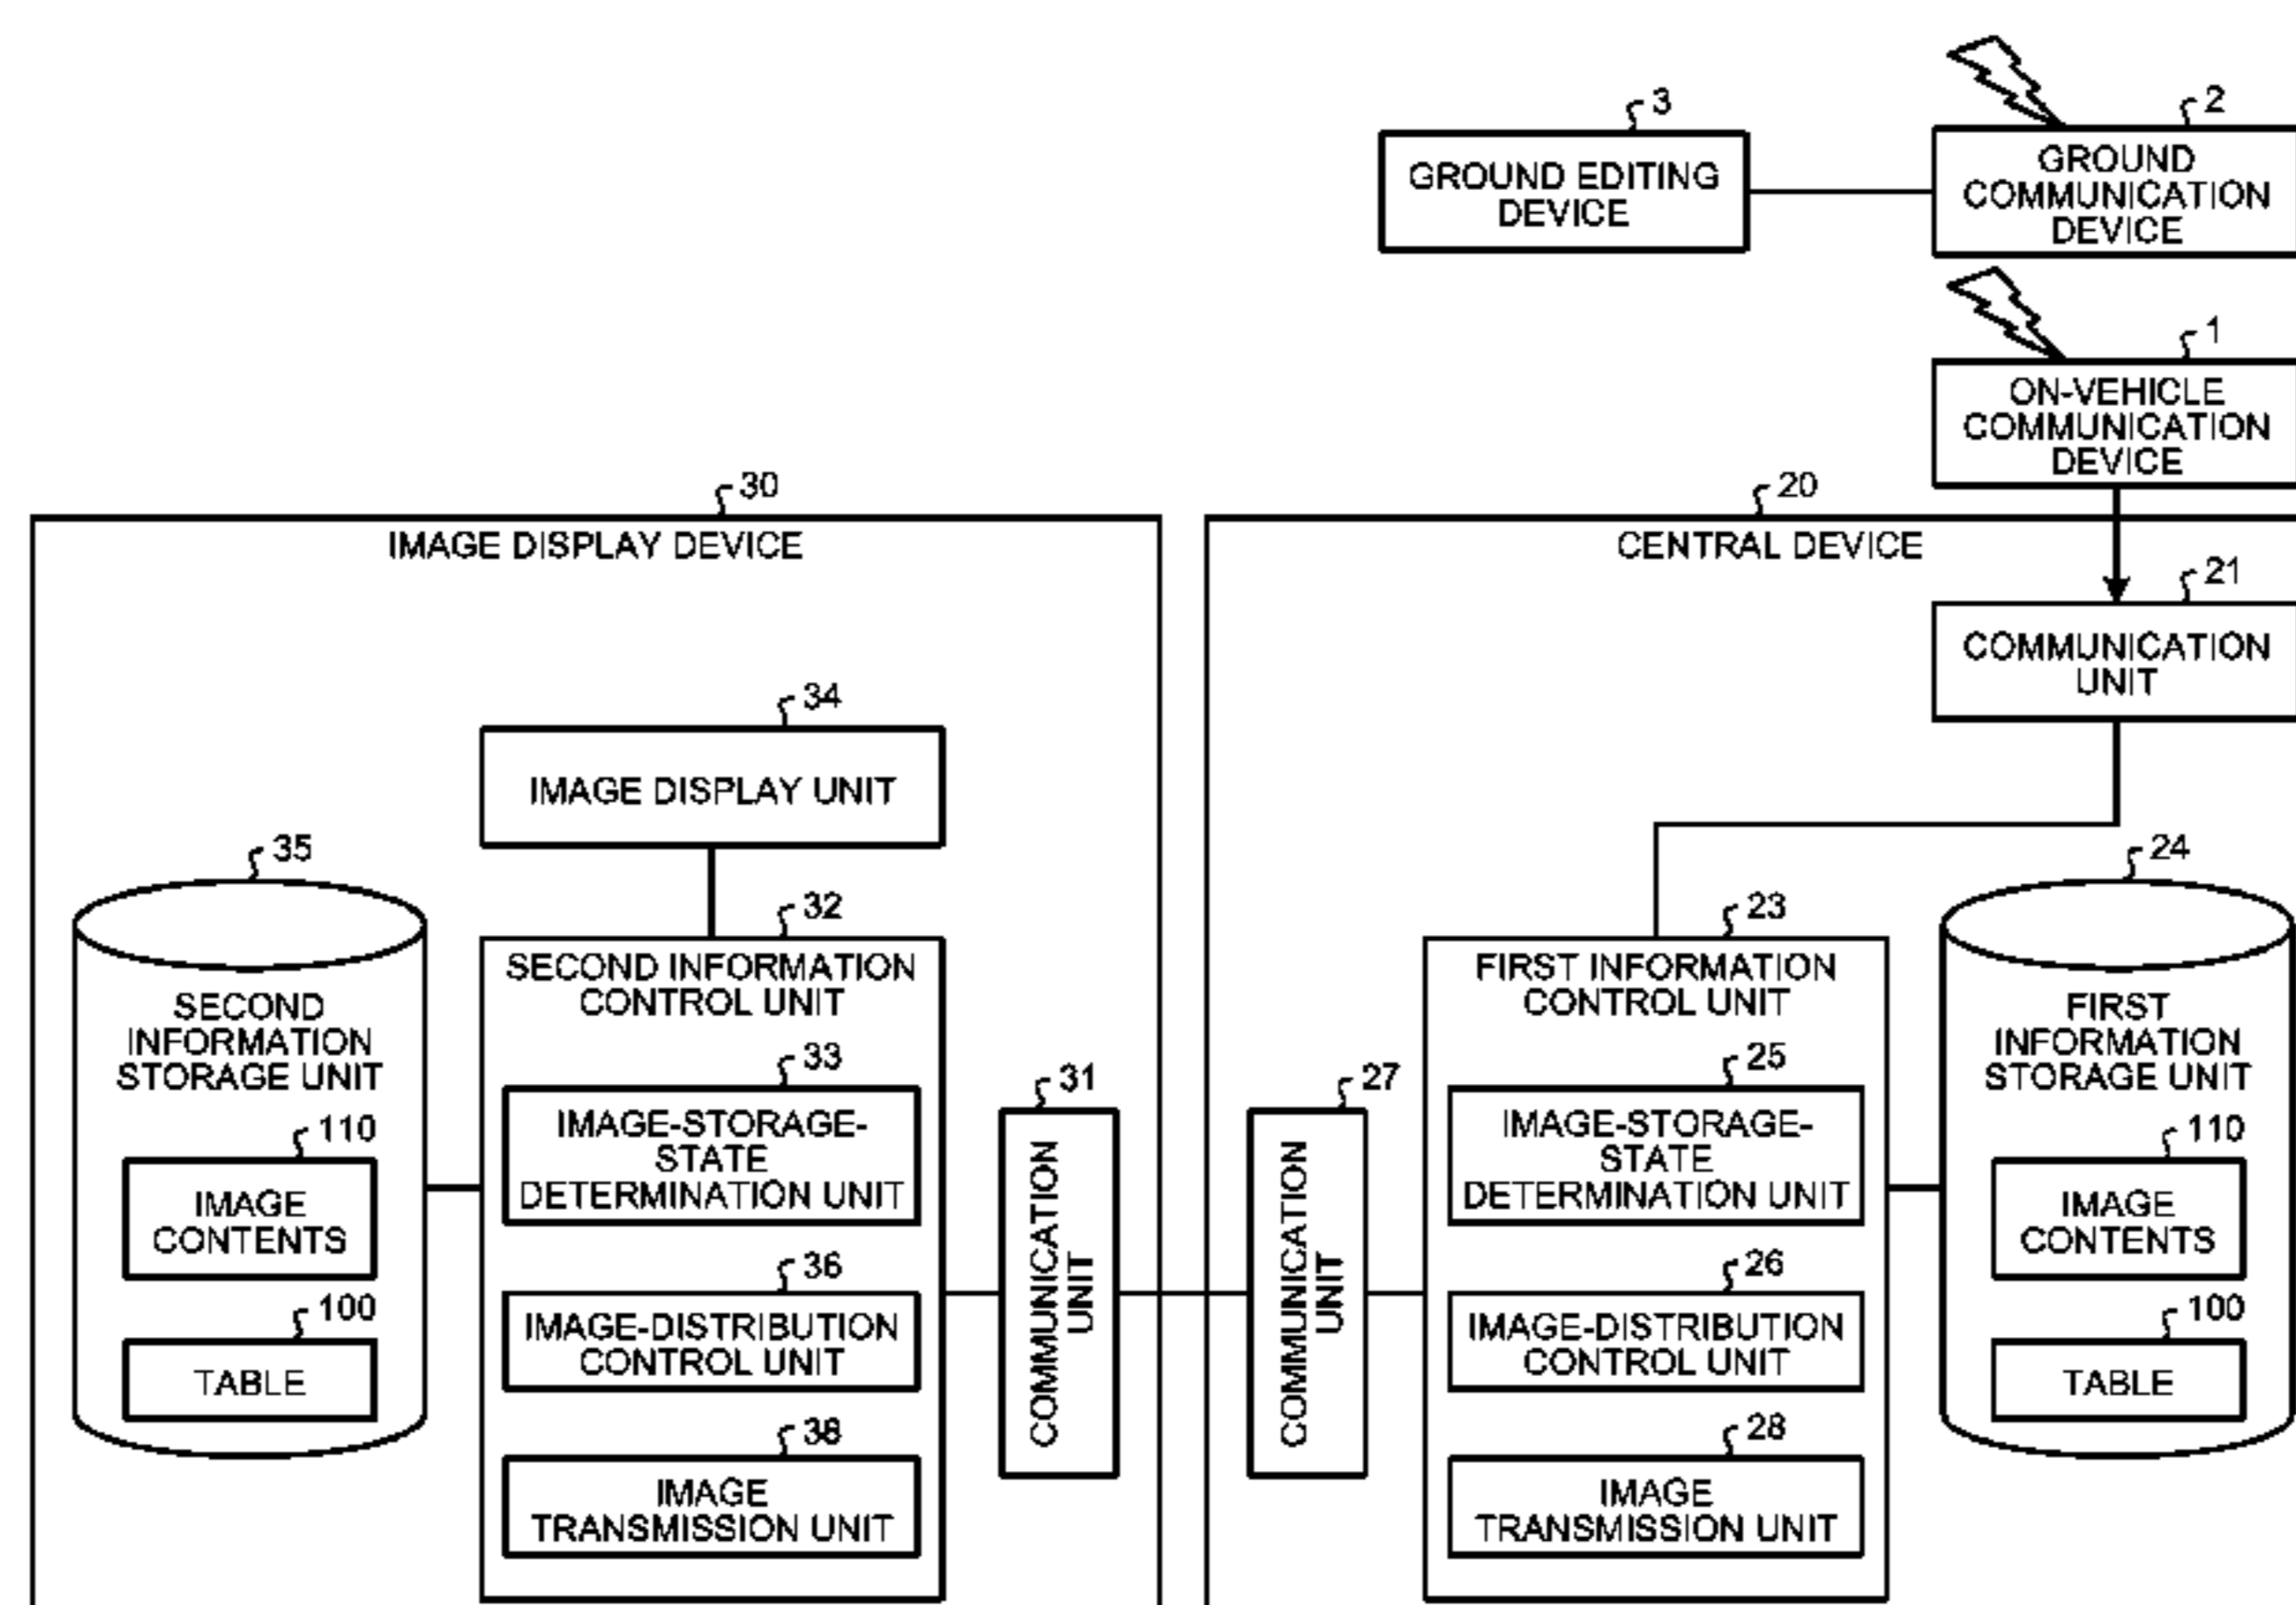 3
GROUND EDITING
DEVICE
2
GROUND
COMMUNICATION
DEVICE
1
ON-VEHICLE
COMMUNICATION
DEVICE
30
IMAGE DISPLAY DEVICE
20
CENTRAL DEVICE
21
COMMUNICATION
UNIT
34
IMAGE DISPLAY UNIT
35
SECOND
INFORMATION
STORAGE UNIT
110
IMAGE
CONTENTS
100
TABLE
32
SECOND INFORMATION
CONTROL UNIT
33
IMAGE-STORAGE-
STATE
DETERMINATION UNIT
36
IMAGE-DISTRIBUTION
CONTROL UNIT
38
IMAGE
TRANSMISSION UNIT
31
COMMUNICATION
UNIT
27
COMMUNICATION
UNIT
23
FIRST INFORMATION
CONTROL UNIT
25
IMAGE-STORAGE-
STATE
DETERMINATION UNIT
26
IMAGE-DISTRIBUTION
CONTROL UNIT
28
IMAGE
TRANSMISSION UNIT
24
FIRST
INFORMATION
STORAGE UNIT
110
IMAGE
CONTENTS
100
TABLE